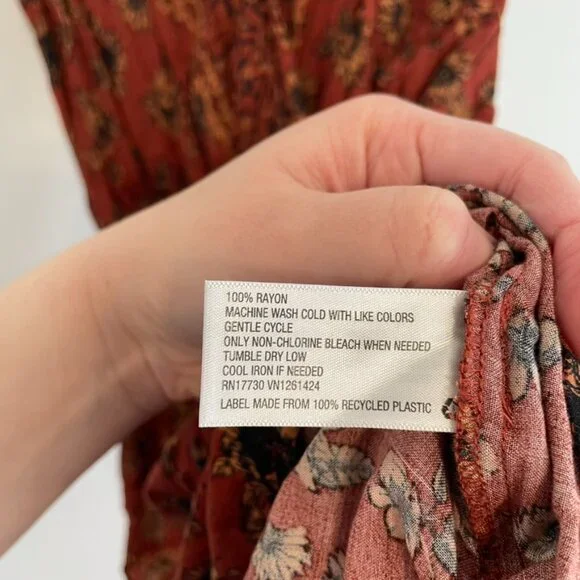 100% RAYON
MACHINE WASH COLD WITH LIKE COLORS
GENTLE CYCLE
ONLY NON-CHLORINE BLEACH WHEN NEEDED
TUMBLE DRY LOW
COOL IRON IF NEEDED
RN17730 VN1261424
LABEL MADE FROM 100% RECYCLED PLASTIC